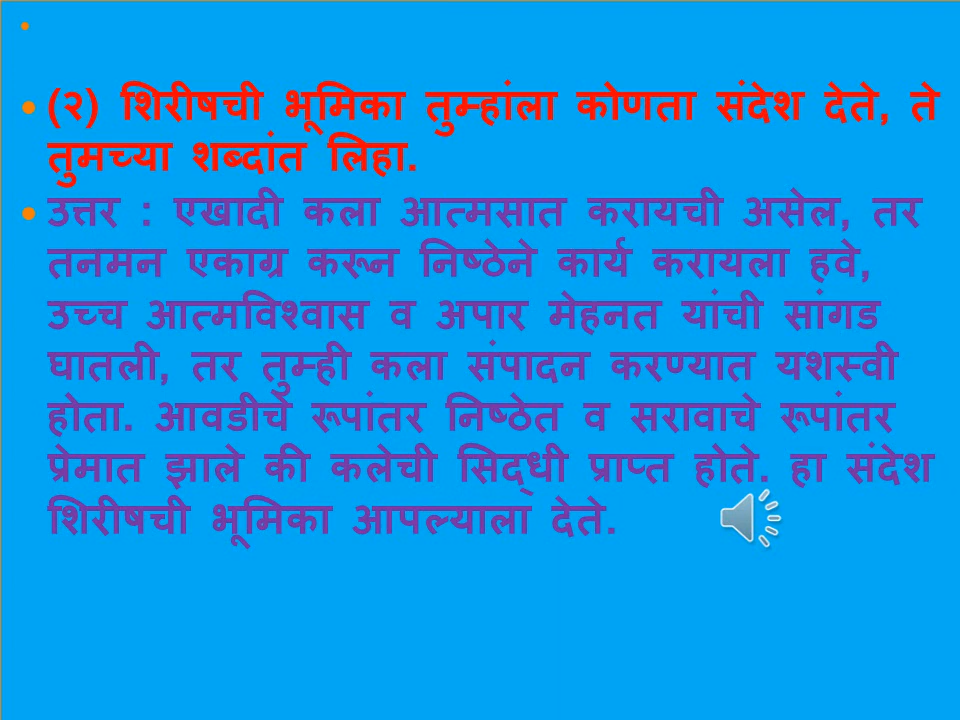 (२) शिरीषची भूमिका तुम्हांला कोणता संदेश देते, ते
तुमच्या शब्दांत लिहा.
उत्तर : एखादी कला आत्मसात करायची असेल, तर
तनमन एकाग्र करून निष्ठेने कार्य करायला हवे,
उच्च आत्मविश्वास व अपार मेहनत यांची सांगड
घातली, तर तुम्ही कला संपादन करण्यात यशस्वी
होता. आवडीचे रूपांतर निष्ठेत व सरावाचे रूपांतर
प्रेमात झाले की कलेची सिद्धी प्राप्त होते. हा संदेश
शिरीषची भूमिका आपल्याला देते.